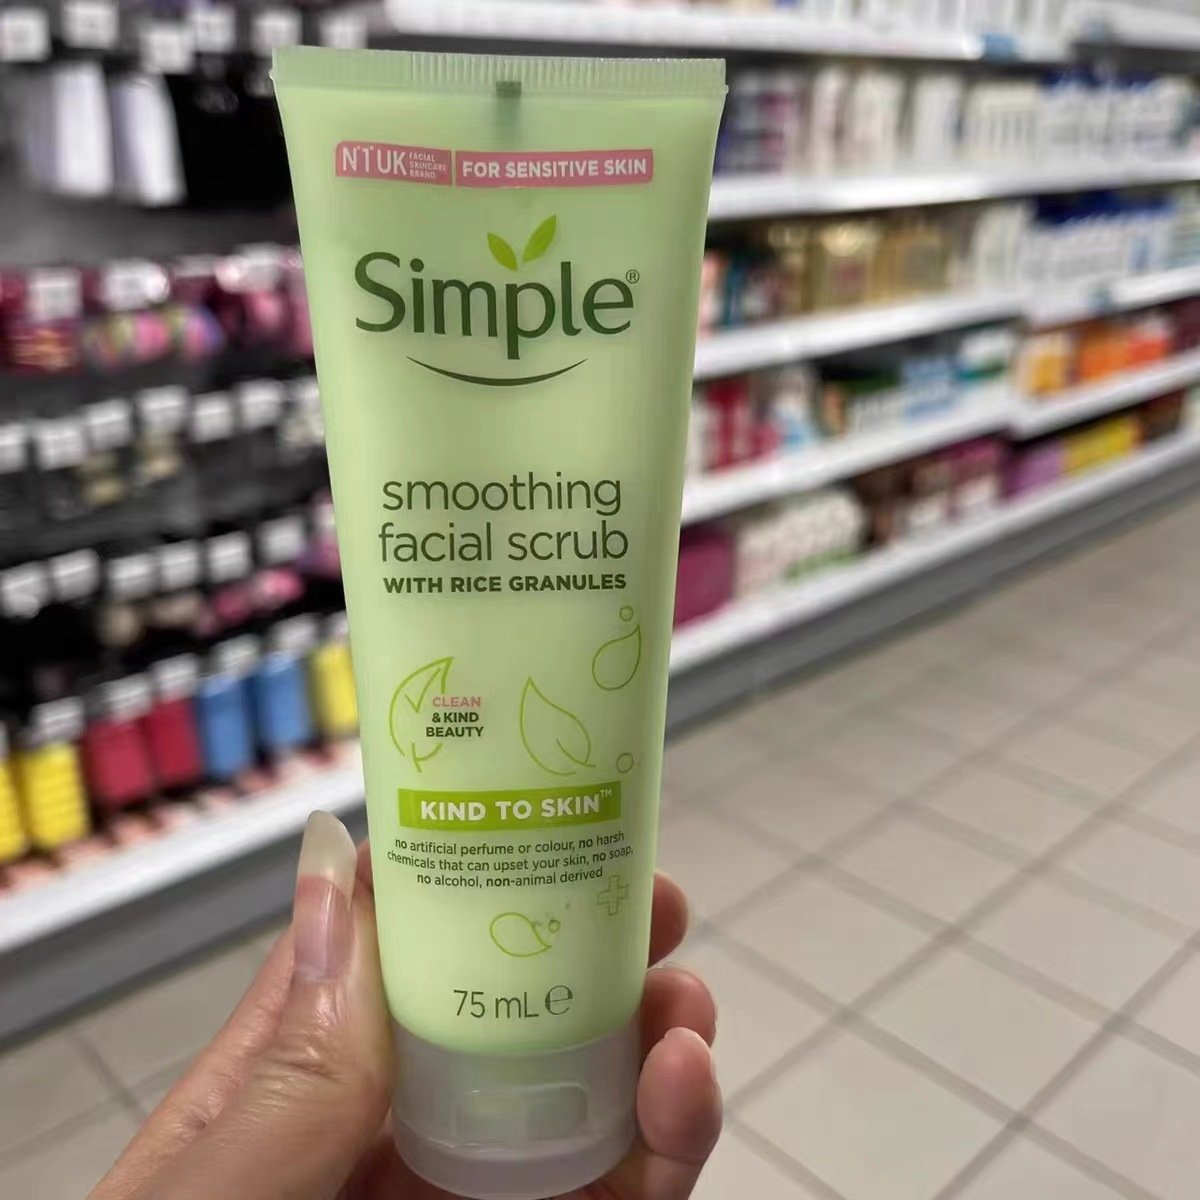 N°1 UK FACIAL SKINCARE BRAND FOR SENSITIVE SKIN
Simple®
smoothing
facial scrub
WITH RICE GRANULES
CLEAN
& KIND
BEAUTY
KIND TO SKIN™
no artificial perfume or colour, no harsh
chemicals that can upset your skin, no soap,
no alcohol, non-animal derived
75 mL ℮